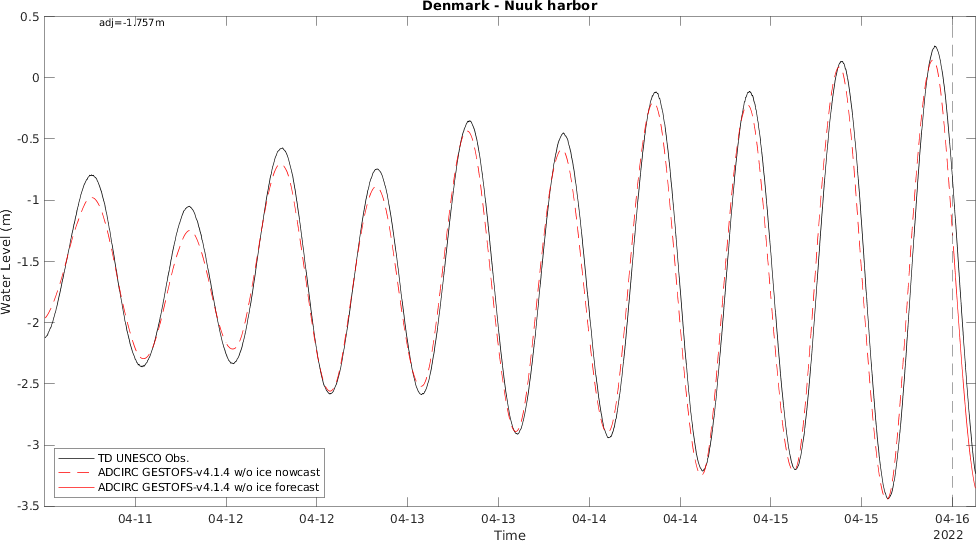 Denmark - Nuuk harbor
adj=-1.757m
0.5
0
-0.5
-1
-1.5
-2
-2.5
-3
-3.5
Water Level (m)
TD UNESCO Obs.
ADCIRC GESTOFS-v4.1.4 w/o ice nowcast
ADCIRC GESTOFS-v4.1.4 w/o ice forecast
04-11 04-12 04-12 04-13 04-13 04-14 04-14 04-15 04-15 04-16
Time
2022